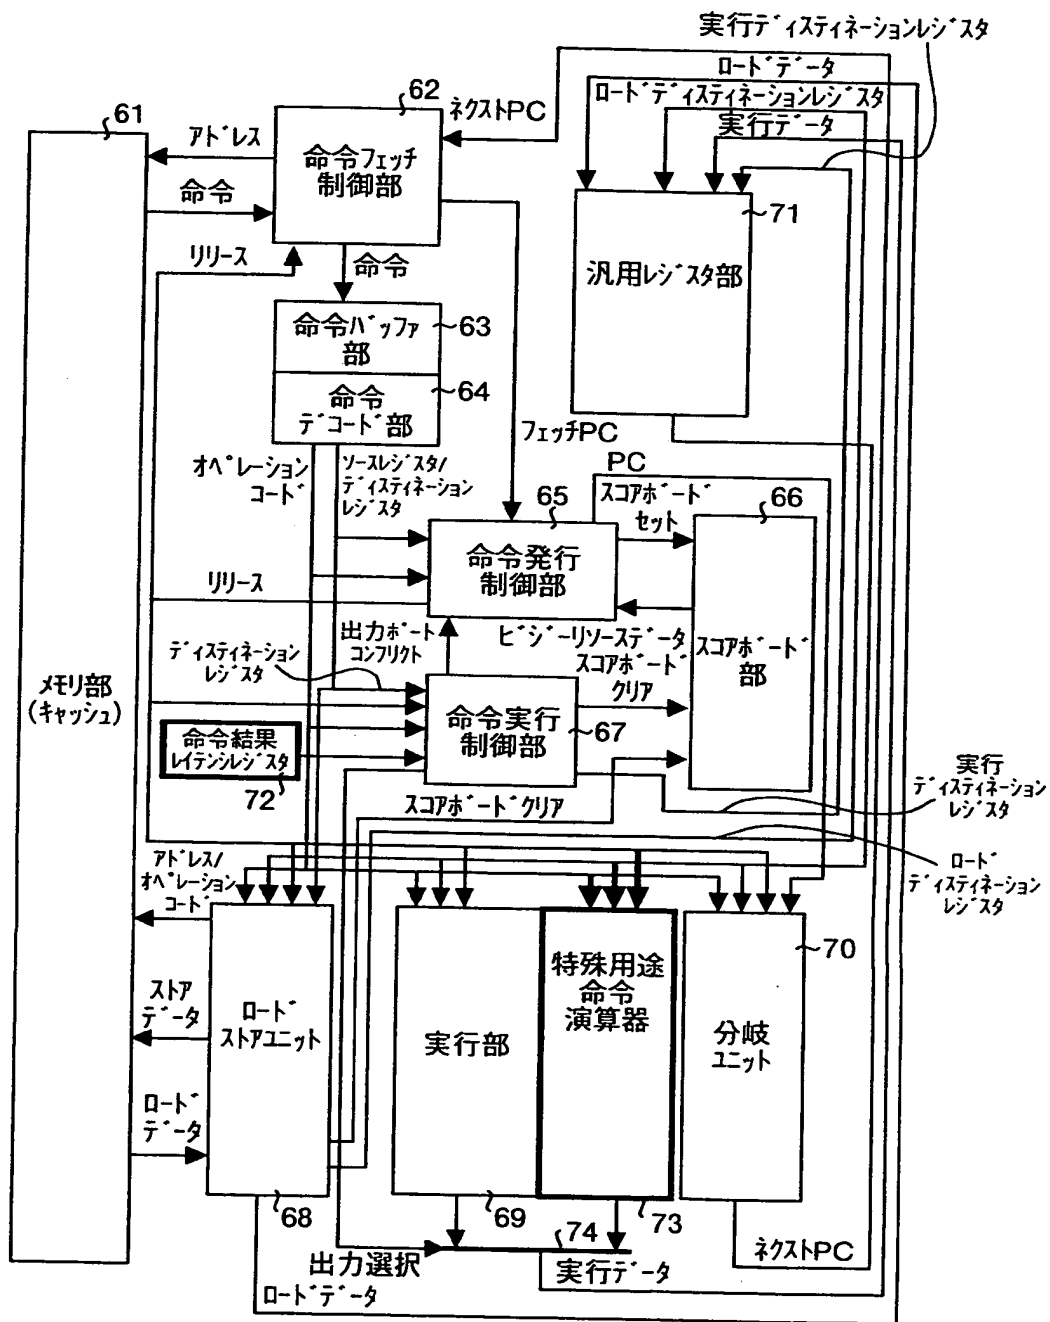 実行ディスティネーションレジスタ
ロードデータ
ロードディスティネーションレジスタ
実行データ
61
62
ネクストPC
アドレス
命令フェッチ
制御部
命令
71
汎用レジスタ部
リリース
命令
命令バッファ
部
63
命令
デコード部
64
フェッチPC
オペレーション
コード
ソースレジスタ/
ディスティネーション
レジスタ
PC
65
スコアボード
セット
66
命令発行
制御部
リリース
出力ポート
コンフリクト
ビジーリソースデータ
スコアボード
部
ディスティネーション
レジスタ
スコアボード
クリア
メモリ部
(キャッシュ)
命令実行
制御部
67
命令結果
レイテンシレジスタ
72
スコアボードクリア
実行
ディスティネーション
レジスタ
アドレス/
オペレーション
コード
ロード
ディスティネーション
レジスタ
ストア
データ
ロード
ストアユニット
実行部
特殊用途
命令
演算器
70
分岐
ユニット
ロード
データ
68
69
73
74
出力選択
実行データ
ネクストPC
ロードデータ